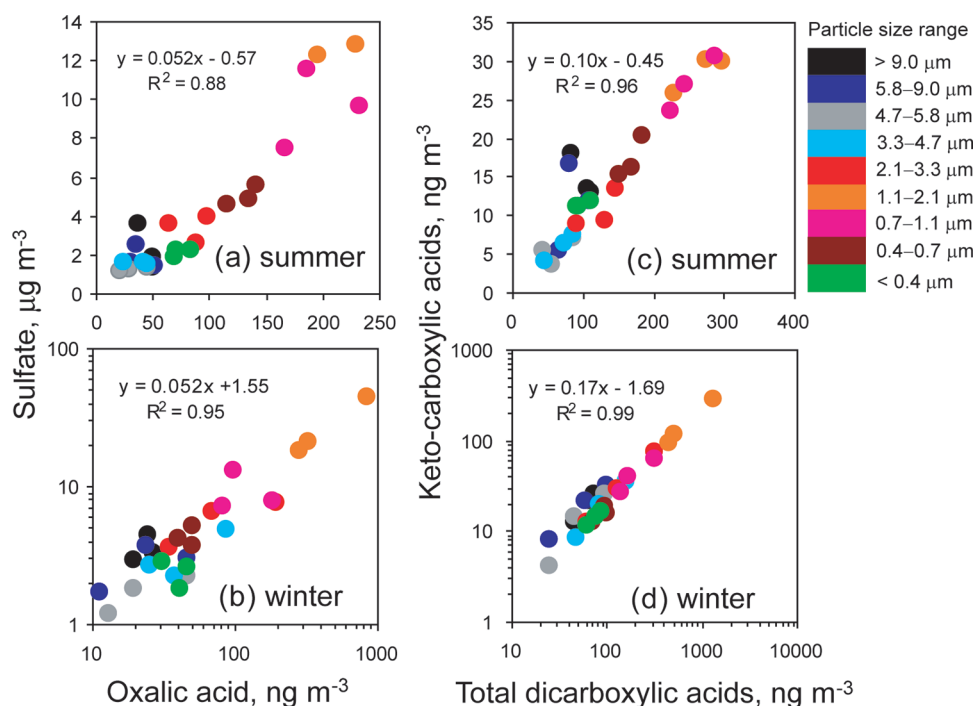 14
12
10
8
6
4
2
0
y = 0.052x - 0.57
R² = 0.88
(a) summer
0 50 100 150 200 250
35
30
25
20
15
10
5
0
y = 0.10x - 0.45
R² = 0.96
(c) summer
0 100 200 300 400
Particle size range
> 9.0 µm
5.8–9.0 µm
4.7–5.8 µm
3.3–4.7 µm
2.1–3.3 µm
1.1–2.1 µm
0.7–1.1 µm
0.4–0.7 µm
< 0.4 µm
Sulfate, µg m⁻³
Keto-carboxylic acids, ng m⁻³
100
10
1
y = 0.052x +1.55
R² = 0.95
(b) winter
10 100 1000
Oxalic acid, ng m⁻³
1000
100
10
1
y = 0.17x - 1.69
R² = 0.99
(d) winter
10 100 1000 10000
Total dicarboxylic acids, ng m⁻³